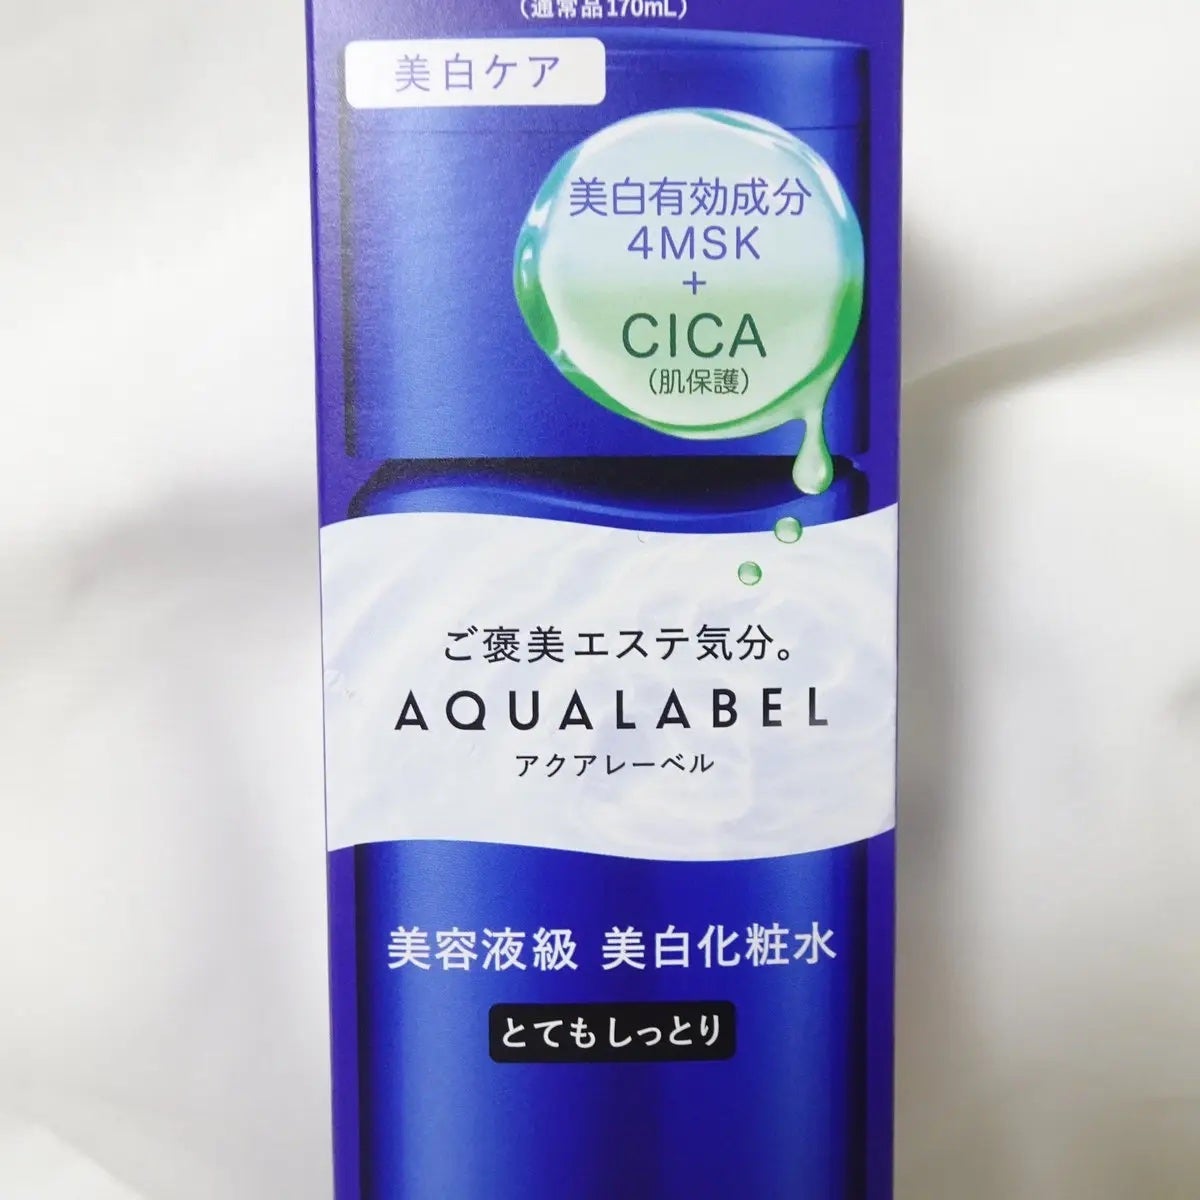 (通常品170mL)
美白ケア
美白有効成分
4MSK
+
CICA
(肌保護)
ご褒美エステ気分。
AQUALABEL
アクアレーベル
美容液級 美白化粧水
とてもしっとり